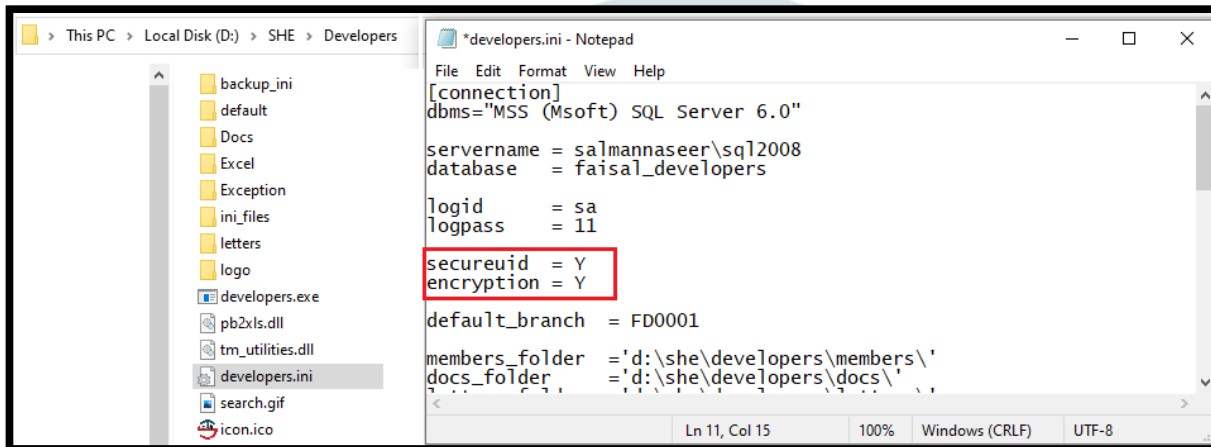 This PC > Local Disk (D:) > SHE > Developers
backup_ini
default
Docs
Excel
Exception
ini_files
letters
logo
developers.exe
pb2xls.dll
tm_utilities.dll
developers.ini
search.gif
icon.ico
*developers.ini - Notepad
File Edit Format View Help
[connection]
dbms="MSS (Msoft) SQL Server 6.0"
servername = salmannaseer\sql2008
database = faisal_developers
logid = sa
logpass = 11
secureuid = Y
encryption = Y
default_branch = FD0001
members_folder ='d:\she\developers\members\'
docs_folder ='d:\she\developers\docs\'
Ln 11, Col 15 100% Windows (CRLF) UTF-8